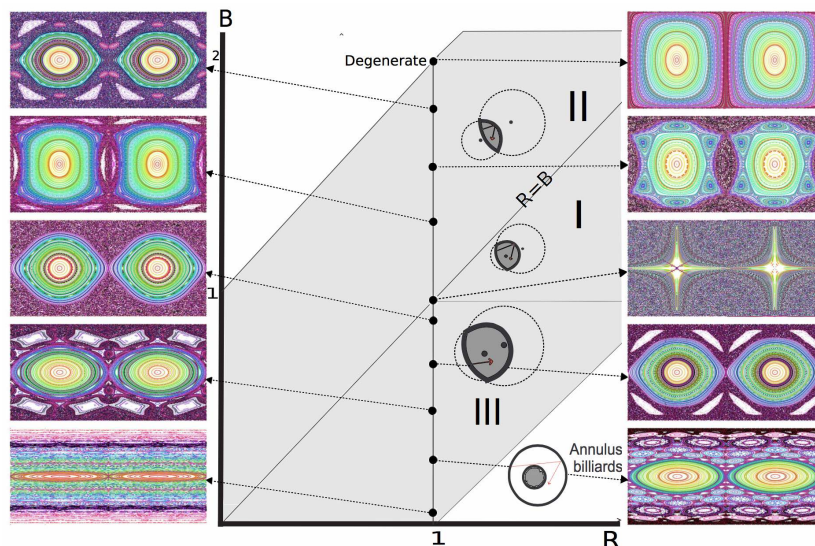 B
2
Degenerate
II
R=B
I
1
III
Annulus
billiards
1
R